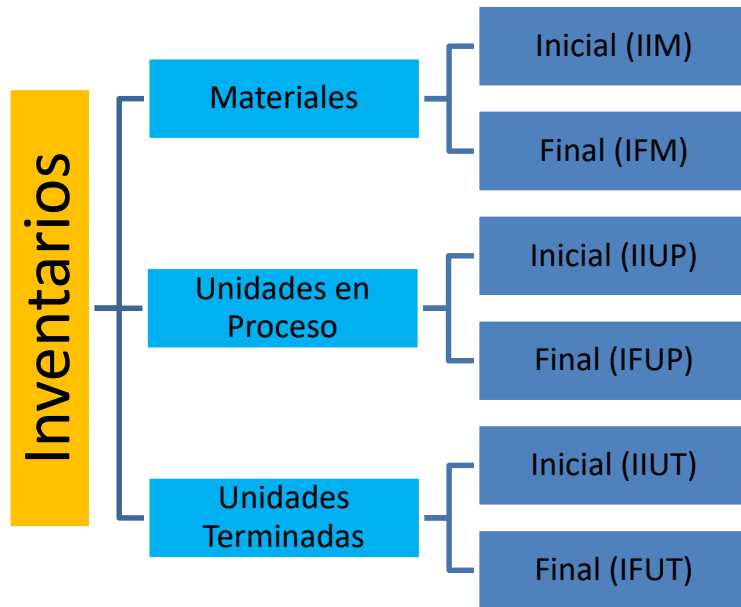 Inventarios
Materiales
Inicial (IIM)
Final (IFM)
Unidades en
Proceso
Inicial (IIUP)
Final (IFUP)
Unidades
Terminadas
Inicial (IIUT)
Final (IFUT)